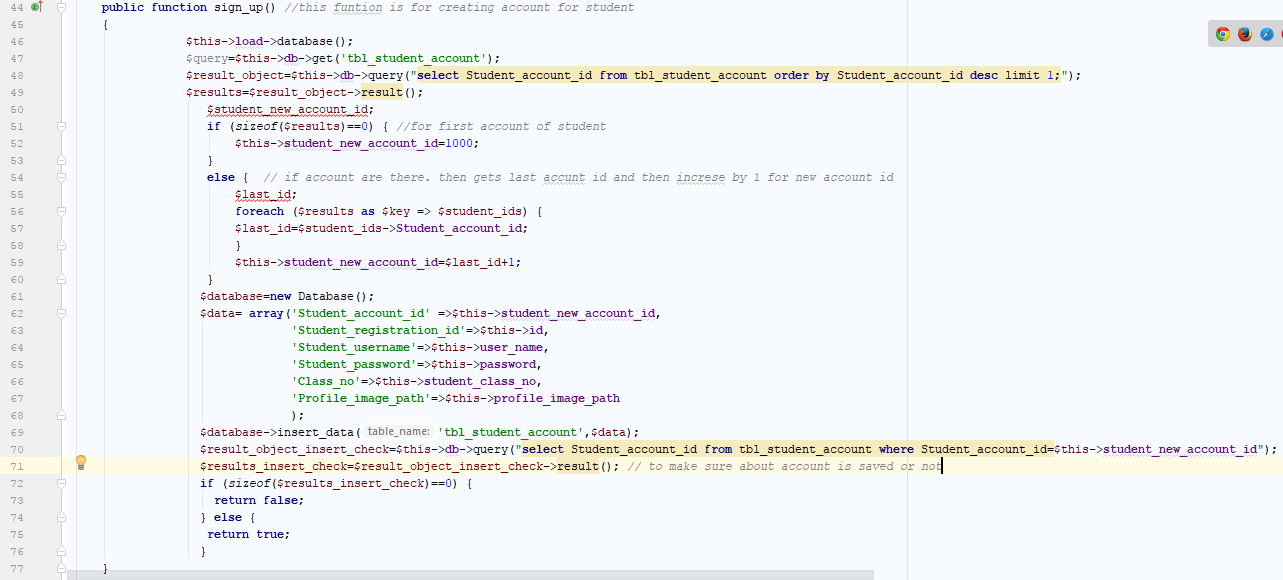 44 public function sign_up() //this funtion is for creating account for student
45 {
46 $this->load->database();
47 $query=$this->db->get('tbl_student_account');
48 $result_object=$this->db->query("select Student_account_id from tbl_student_account order by Student_account_id desc limit 1;");
49 $results=$result_object->result();
50 $student_new_account_id;
51 if (sizeof($results)==0) { //for first account of student
52 $this->student_new_account_id=1000;
53 }
54 else { // if account are there. then gets last accunt id and then increse by 1 for new account id
55 $last_id;
56 foreach ($results as $key => $student_ids) {
57 $last_id=$student_ids->Student_account_id;
58 }
59 $this->student_new_account_id=$last_id+1;
60 }
61 $database=new Database();
62 $data= array('Student_account_id' =>$this->student_new_account_id,
63 'Student_registration_id'=>$this->id,
64 'Student_username'=>$this->user_name,
65 'Student_password'=>$this->password,
66 'Class_no'=>$this->student_class_no,
67 'Profile_image_path'=>$this->profile_image_path
68 );
69 $database->insert_data( table_name: 'tbl_student_account',$data);
70 $result_object_insert_check=$this->db->query("select Student_account_id from tbl_student_account where Student_account_id=$this->student_new_account_id");
71 $results_insert_check=$result_object_insert_check->result(); // to make sure about account is saved or not
72 if (sizeof($results_insert_check)==0) {
73 return false;
74 } else {
75 return true;
76 }
77 }